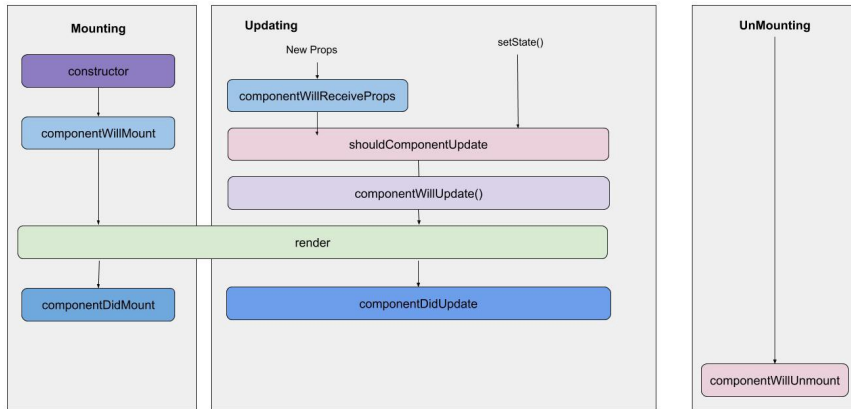 Mounting
constructor
componentWillMount
Updating
New Props
setState()
componentWillReceiveProps
shouldComponentUpdate
componentWillUpdate()
render
componentDidMount
componentDidUpdate
UnMounting
componentWillUnmount